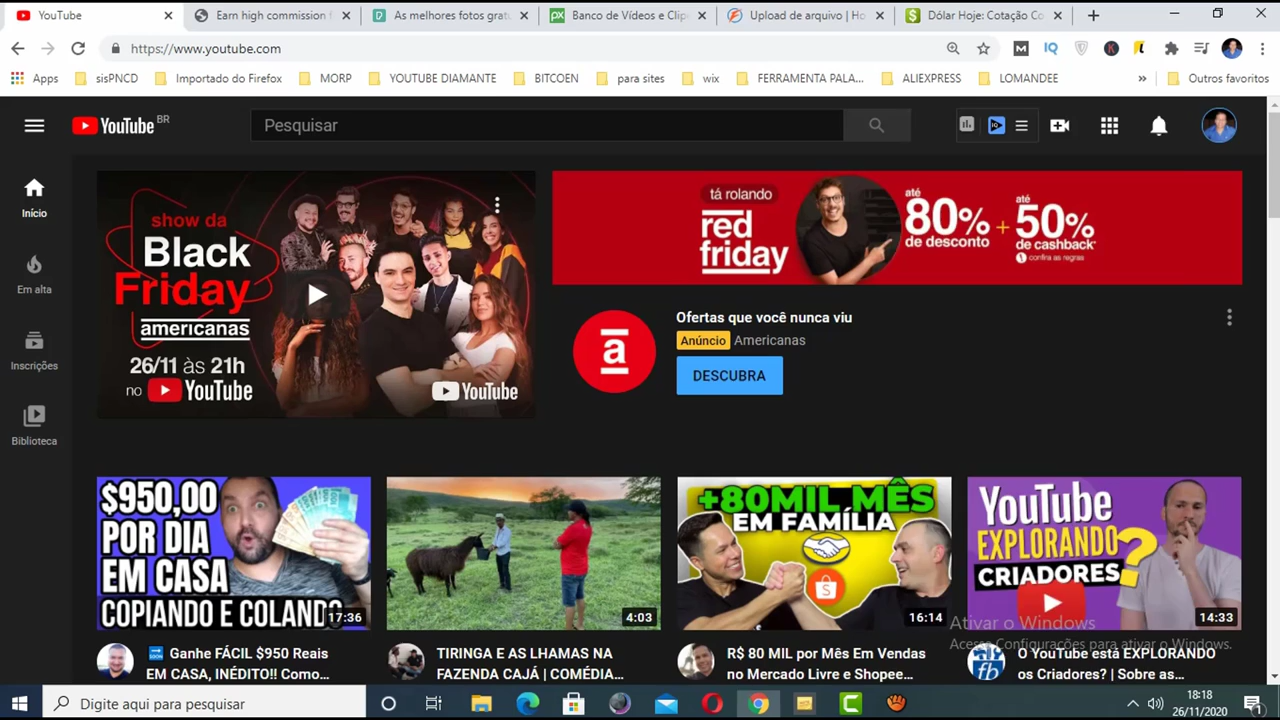 YouTube
Earn high commission f
As melhores fotos gratu
Banco de Vídeos e Clipe
Upload de arquivo | Ho
Dólar Hoje: Cotação Co
https://www.youtube.com
Apps
sisPNCD
Importado do Firefox
MORP
YOUTUBE DIAMANTE
BITCOEN
para sites
wix
FERRAMENTA PALA...
ALIEXPRESS
LOMANDEE
»
Outros favoritos
YouTube BR
Pesquisar
Início
Em alta
Inscrições
Biblioteca
show da
Black
Friday
americanas
26/11 às 21h
no YouTube
YouTube
tá rolando
red
friday
até
80%
de desconto
+
até
50%
de cashback*
confira as regras
a
Ofertas que você nunca viu
Anúncio Americanas
DESCUBRA
$950,00
POR DIA
EM CASA
COPIANDO E COLANDO
17:36
4:03
+80MIL MÊS
EM FAMÍLIA
16:14
YouTube
EXPLORANDO
CRIADORES?
14:33
Ativar o Windows
Acesse Configurações para ativar o Windows.
Ganhe FÁCIL $950 Reais
EM CASA, INÉDITO!! Como...
TIRINGA E AS LHAMAS NA
FAZENDA CAJÁ | COMÉDIA...
R$ 80 MIL por Mês Em Vendas
no Mercado Livre e Shopee...
fb
O YouTube está EXPLORANDO
os Criadores? | Sobre as...
Digite aqui para pesquisar
18:18
26/11/2020
1